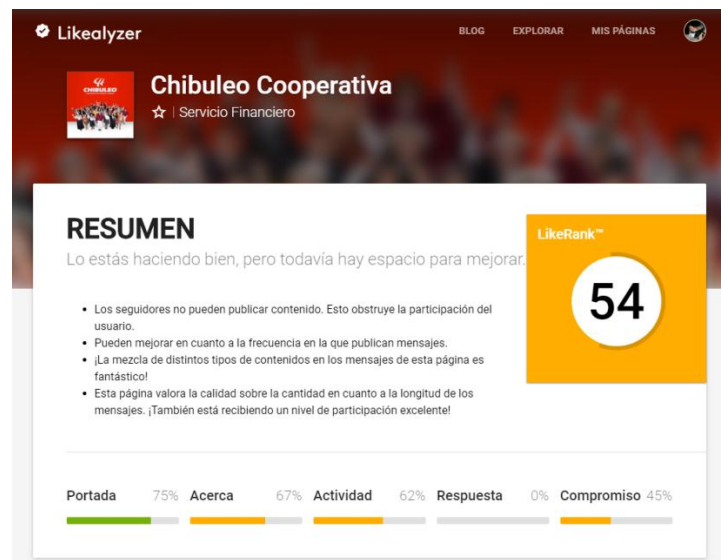 Likealyzer
BLOG EXPLORAR MIS PÁGINAS
CHIBULEO
Chibuleo Cooperativa
Servicio Financiero
RESUMEN
Lo estás haciendo bien, pero todavía hay espacio para mejorar.
LikeRank™
54
Los seguidores no pueden publicar contenido. Esto obstruye la participación del
usuario.
Pueden mejorar en cuanto a la frecuencia en la que publican mensajes.
¡La mezcla de distintos tipos de contenidos en los mensajes de esta página es
fantástico!
Esta página valora la calidad sobre la cantidad en cuanto a la longitud de los
mensajes. ¡También está recibiendo un nivel de participación excelente!
Portada 75% Acerca 67% Actividad 62% Respuesta 0% Compromiso 45%